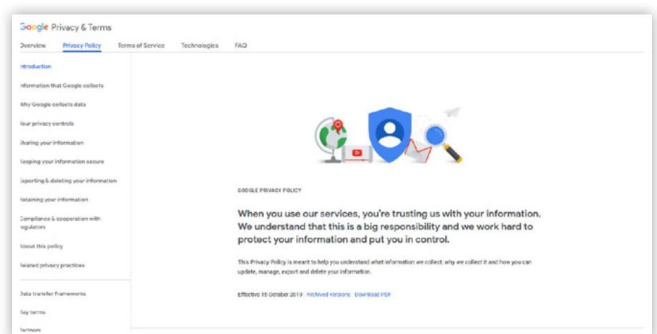 Google Privacy & Terms
Overview Privacy Policy Terms of Service Technologies FAQ
Introduction
Information that Google collects
Why Google collects data
Your privacy controls
Sharing your information
Keeping your information secure
Exporting & deleting your information
Retaining your information
Compliance & cooperation with
regulators
About this policy
Related privacy practices
Data transfer frameworks
Key terms
Partners
GOOGLE PRIVACY POLICY
When you use our services, you're trusting us with your information.
We understand that this is a big responsibility and we work hard to
protect your information and put you in control.
This Privacy Policy is meant to help you understand what information we collect, why we collect it and how you can
update, manage, export and delete your information.
Effective 15 October 2019 Archived versions Download PDF